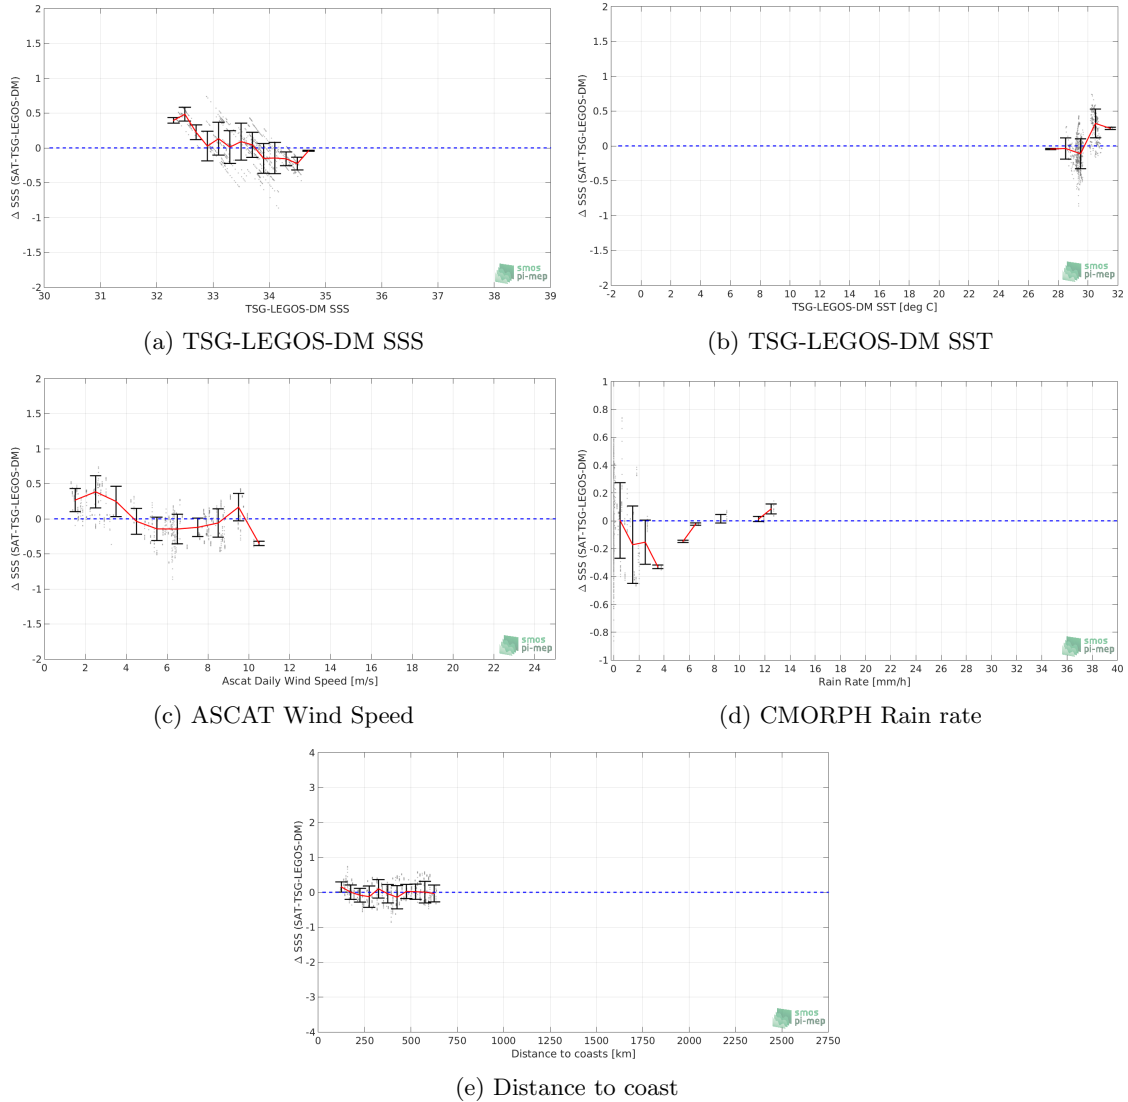 2
1.5
1
0.5
0
-0.5
-1
-1.5
-2
Δ SSS (SAT-TSG-LEGOS-DM)
30 31 32 33 34 35 36 37 38 39
TSG-LEGOS-DM SSS
smos
pi-mep
(a) TSG-LEGOS-DM SSS
2
1.5
1
0.5
0
-0.5
-1
-1.5
-2
Δ SSS (SAT-TSG-LEGOS-DM)
-2 0 2 4 6 8 10 12 14 16 18 20 22 24 26 28 30 32
TSG-LEGOS-DM SST [deg C]
smos
pi-mep
(b) TSG-LEGOS-DM SST
2
1.5
1
0.5
0
-0.5
-1
-1.5
-2
Δ SSS (SAT-TSG-LEGOS-DM)
0 2 4 6 8 10 12 14 16 18 20 22 24
Ascat Daily Wind Speed [m/s]
smos
pi-mep
(c) ASCAT Wind Speed
1
0.8
0.6
0.4
0.2
0
-0.2
-0.4
-0.6
-0.8
-1
Δ SSS (SAT-TSG-LEGOS-DM)
0 2 4 6 8 10 12 14 16 18 20 22 24 26 28 30 32 34 36 38 40
Rain Rate [mm/h]
smos
pi-mep
(d) CMORPH Rain rate
4
3
2
1
0
-1
-2
-3
-4
Δ SSS (SAT-TSG-LEGOS-DM)
0 250 500 750 1000 1250 1500 1750 2000 2250 2500 2750
Distance to coasts [km]
smos
pi-mep
(e) Distance to coast